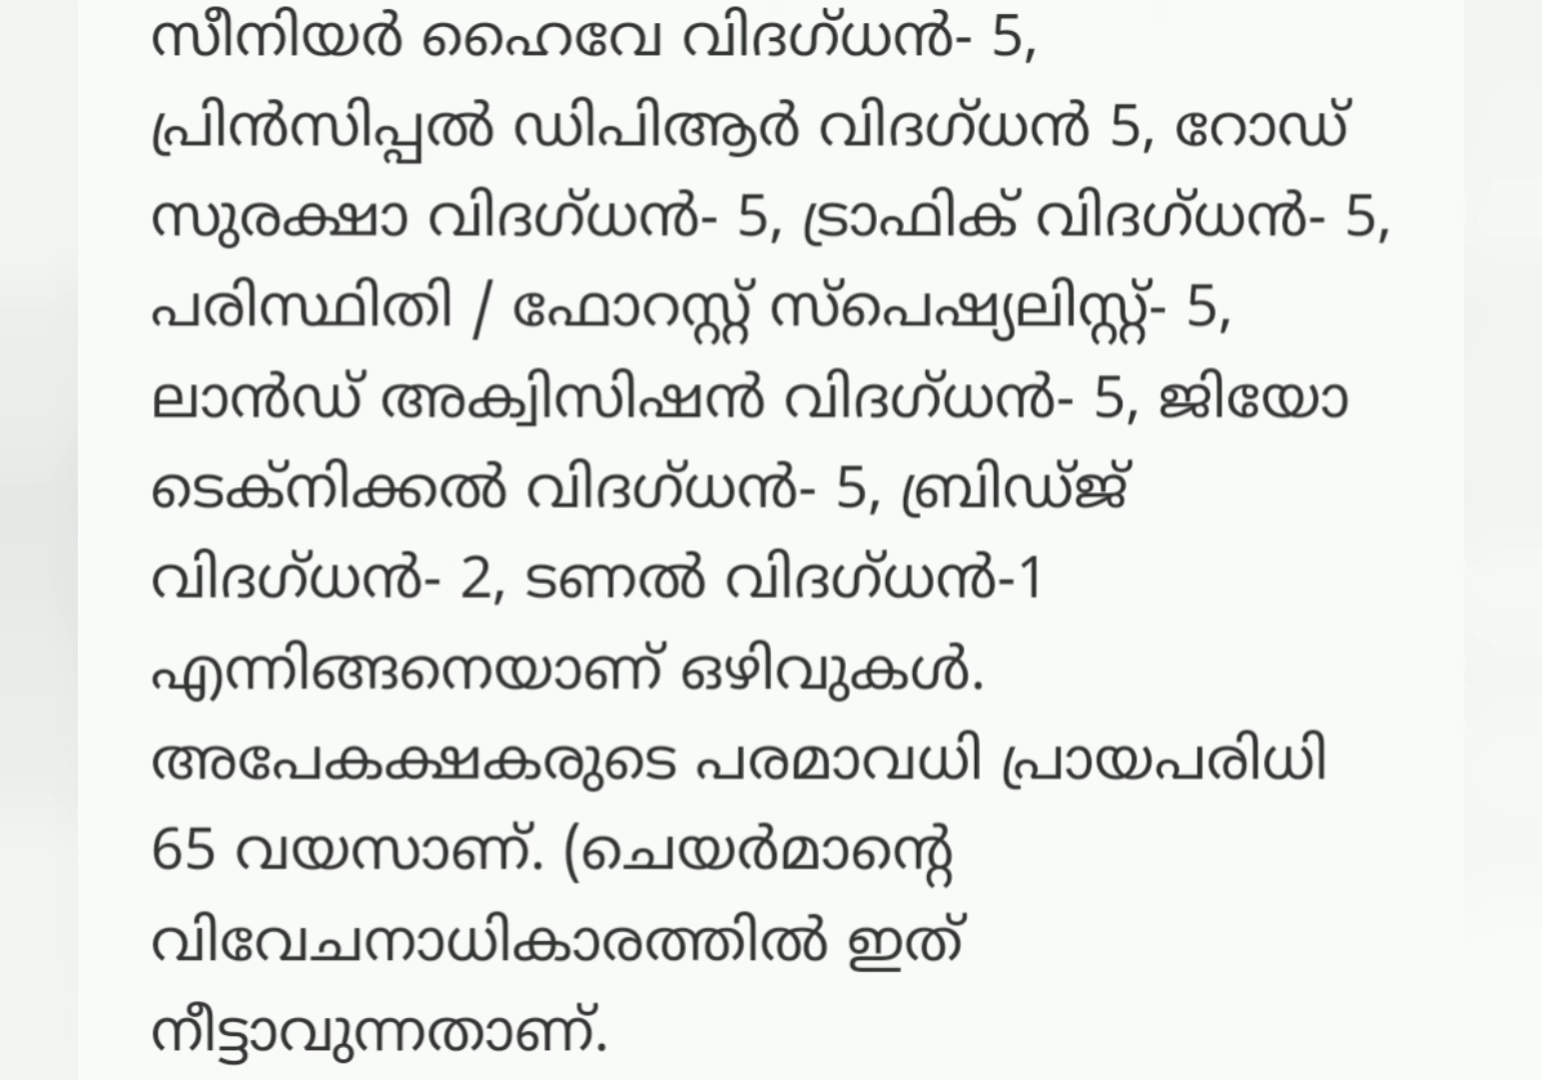 സീനിയർ ഹൈവേ വിദഗ്ധൻ- 5,
പ്രിൻസിപ്പൽ ഡിപിആർ വിദഗ്ധൻ 5, റോഡ്
സുരക്ഷാ വിദഗ്ധൻ- 5, ട്രാഫിക് വിദഗ്ധൻ- 5,
പരിസ്ഥിതി / ഫോറസ്റ്റ് സ്പെഷ്യലിസ്റ്റ്- 5,
ലാൻഡ് അക്വിസിഷൻ വിദഗ്ധൻ- 5, ജിയോ
ടെക്നിക്കൽ വിദഗ്ധൻ- 5, ബ്രിഡ്ജ്
വിദഗ്ധൻ- 2, ടണൽ വിദഗ്ധൻ-1
എന്നിങ്ങനെയാണ് ഒഴിവുകൾ.
അപേകക്ഷകരുടെ പരമാവധി പ്രായപരിധി
65 വയസാണ്. (ചെയർമാന്റെ
വിവേചനാധികാരത്തിൽ ഇത്
നീട്ടാവുന്നതാണ്.